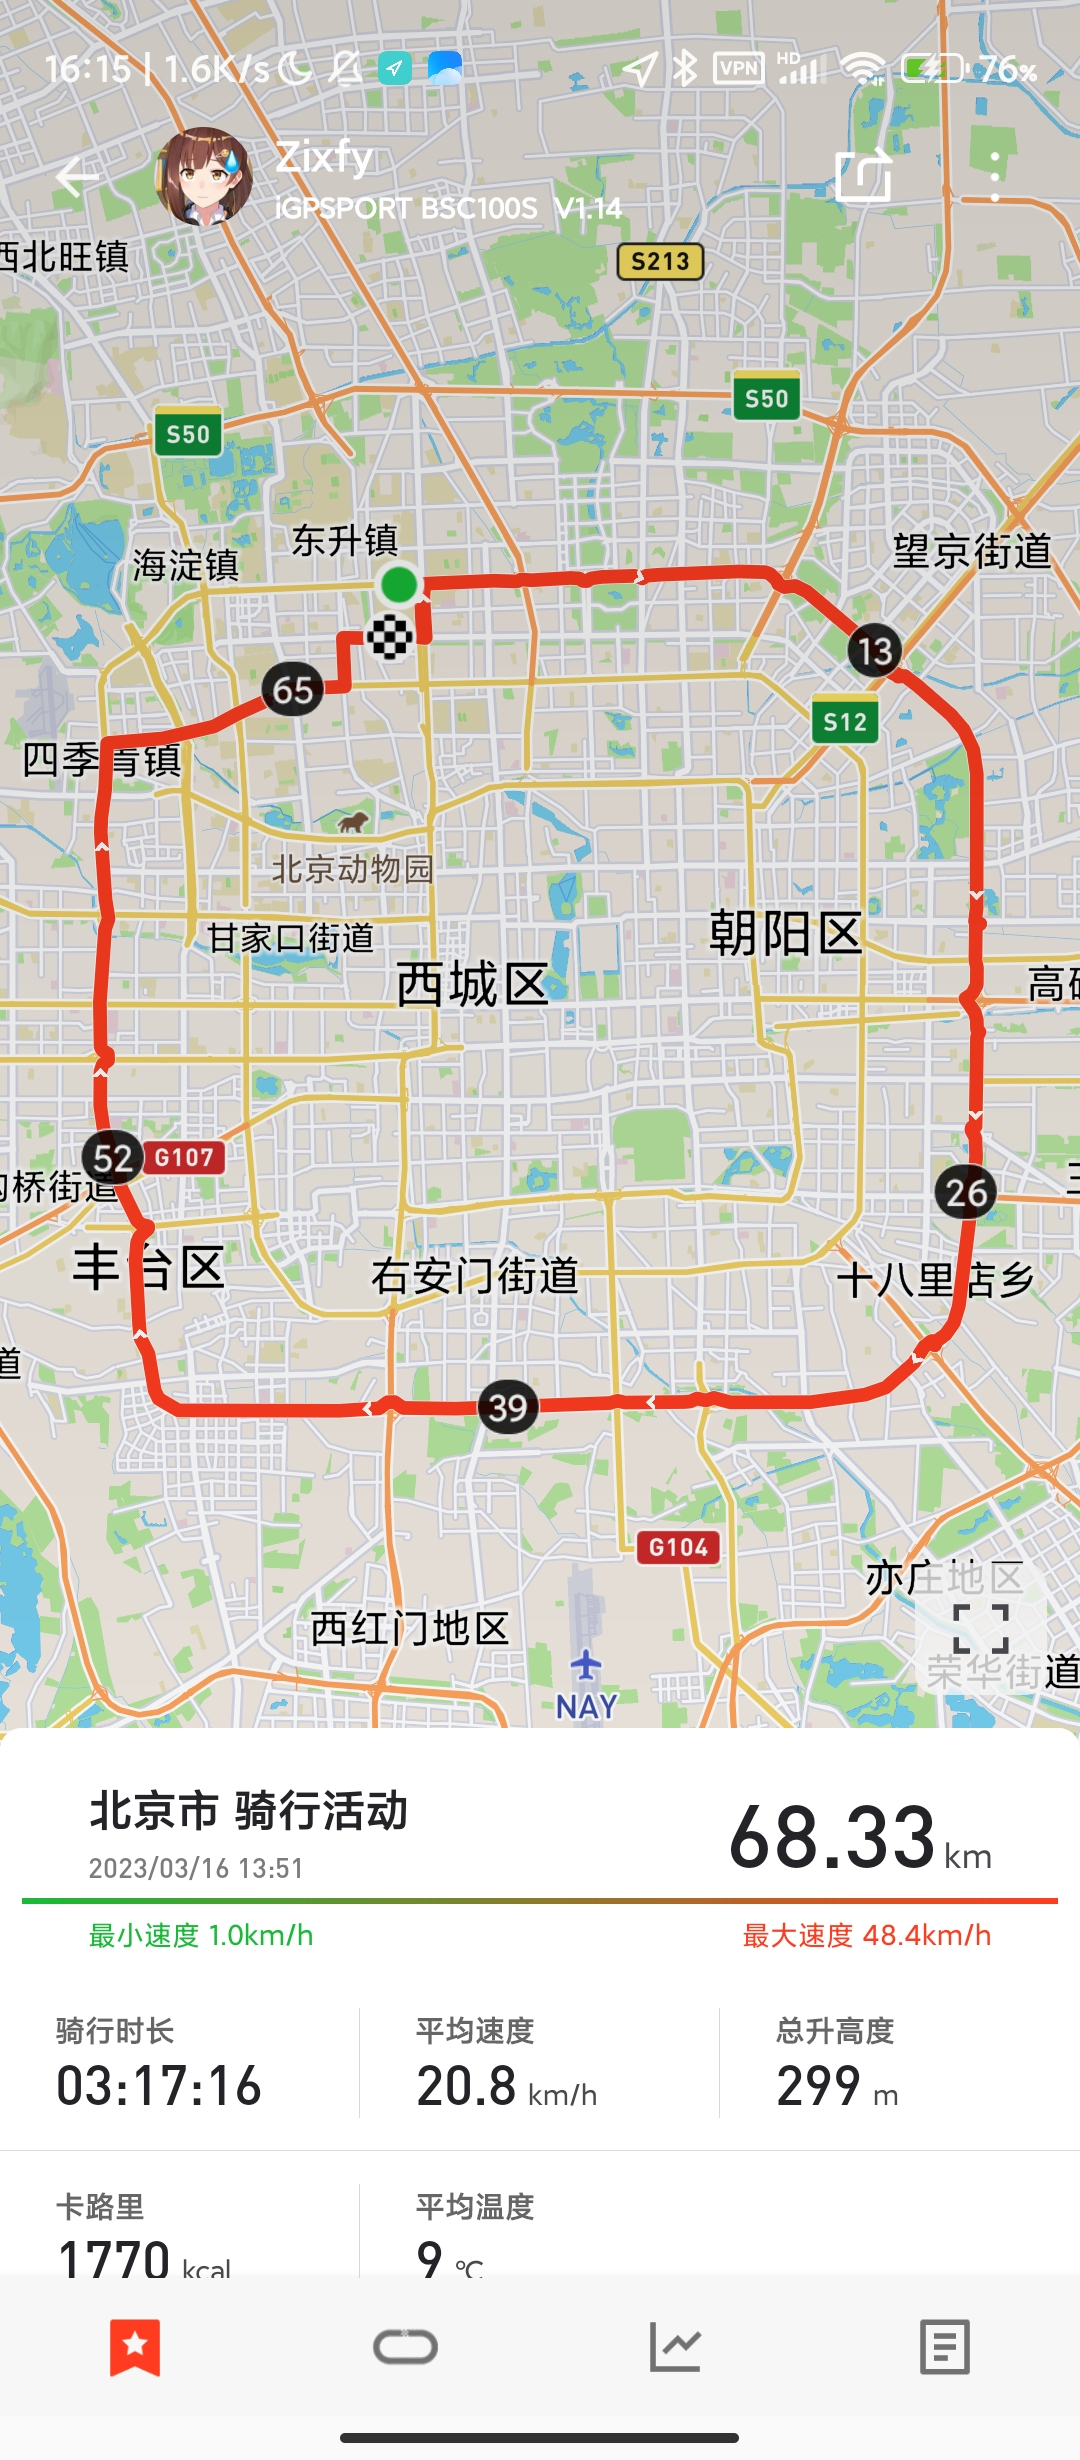 16:15 | 1.6K/s
VPN
HD
76%
Zixfy
iGPSPORT BSC100S V1.14
西北旺镇
S213
S50
S50
东升镇
海淀镇
望京街道
13
65
S12
四季青镇
北京动物园
甘家口街道
朝阳区
西城区
高碑
52
G107
沟桥街道
26
丰台区
右安门街道
十八里店乡
道
39
G104
亦庄地区
西红门地区
荣华街道
NAY
北京市 骑行活动
68.33 km
2023/03/16 13:51
最小速度 1.0km/h
最大速度 48.4km/h
骑行时长
平均速度
总升高度
03:17:16
20.8 km/h
299 m
卡路里
平均温度
1770 kcal
9 ℃